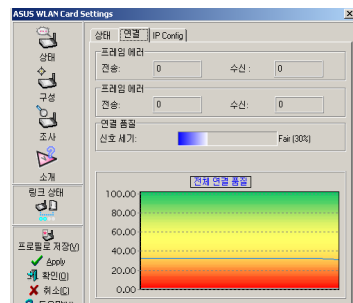 ASUS WLAN Card Settings
상태
구성
조사
소개
링크 상태
프로필로 저장(V)
Apply
확인(O)
취소(C)
상태 연결 IP Config
프레임 에러
전송: 0 수신 : 0
프레임 에러
전송: 0 수신: 0
연결 품질
신호 세기: Fair (30%)
전체 연결 품질
100.00
80.00
60.00
40.00
20.00
0.00